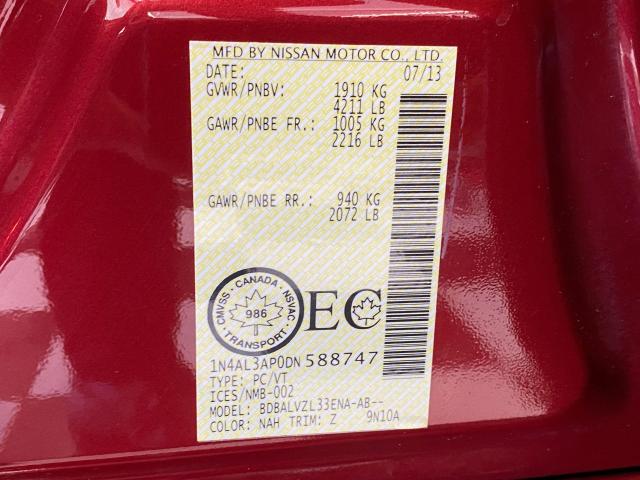 MFD BY NISSAN MOTOR CO., LTD.
DATE: 07/13
GVWR/PNBV: 1910 KG
4211 LB
GAWR/PNBE FR.: 1005 KG
2216 LB
GAWR/PNBE RR.: 940 KG
2072 LB
CMVSS · CANADA · NSVAC
986
TRANSPORT
EC
1N4AL3AP0DN588747
TYPE: PC/VT
ICES/NMB-002
MODEL: BDBALVZL33ENA-AB--
COLOR: NAH TRIM: Z 9N10A